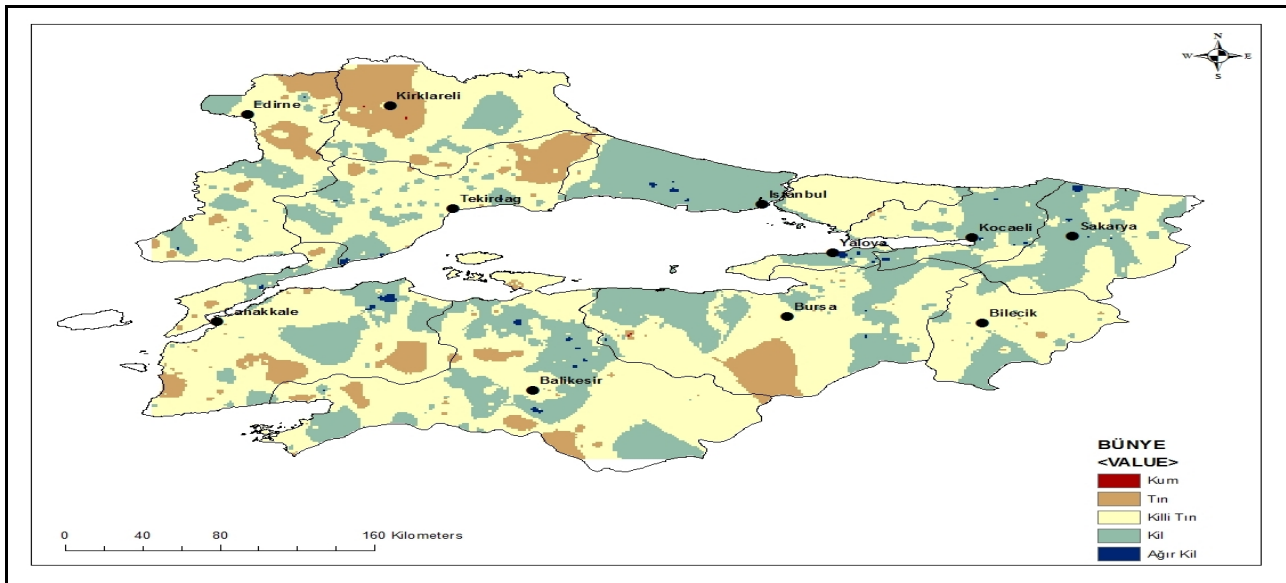 N
W E
S
Kirklareli
Edirne
Tekirdag
Istanbul
Kocaeli
Sakarya
Yalova
Canakkale
Bursa
Bilecik
Balikesir
BÜNYE
<VALUE>
Kum
Tın
Killi Tın
Kil
Ağır Kil
0 40 80 160 Kilometers